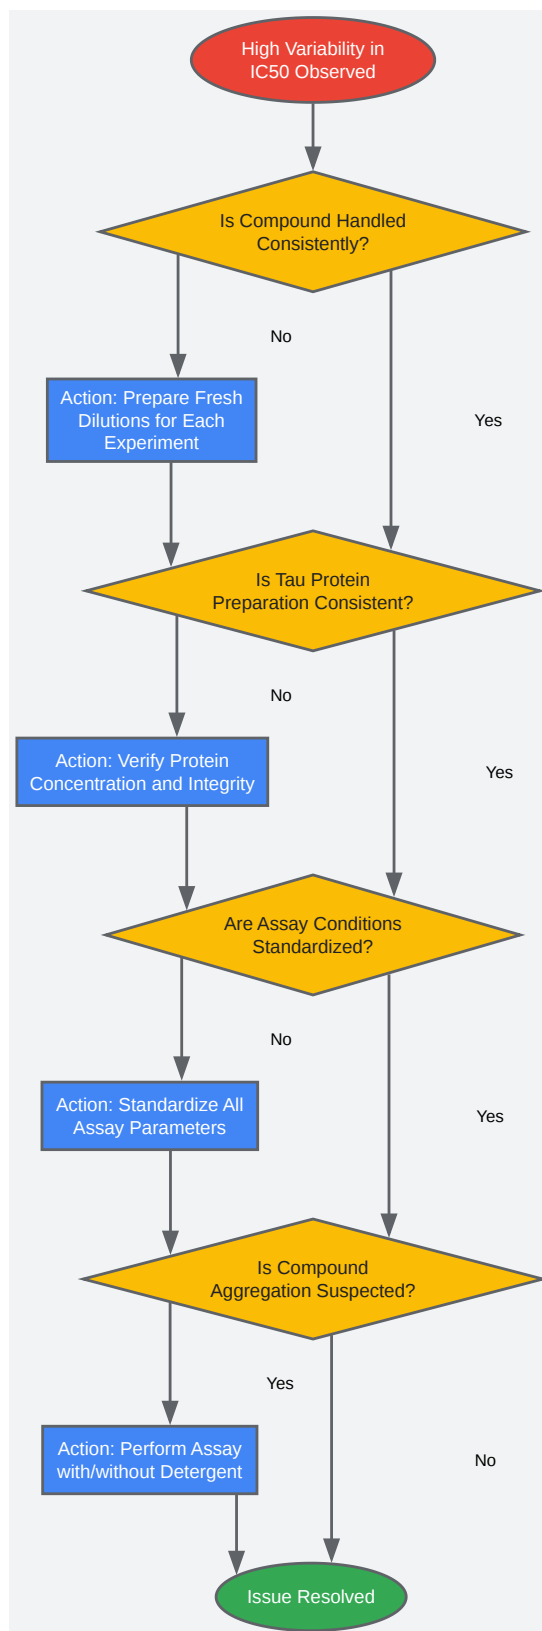 High Variability in
IC50 Observed
Is Compound Handled
Consistently?
No
Action: Prepare Fresh
Dilutions for Each
Experiment
Yes
Is Tau Protein
Preparation Consistent?
No
Action: Verify Protein
Concentration and Integrity
Yes
Are Assay Conditions
Standardized?
No
Action: Standardize All
Assay Parameters
Yes
Is Compound
Aggregation Suspected?
Yes
Action: Perform Assay
with/without Detergent
No
Issue Resolved